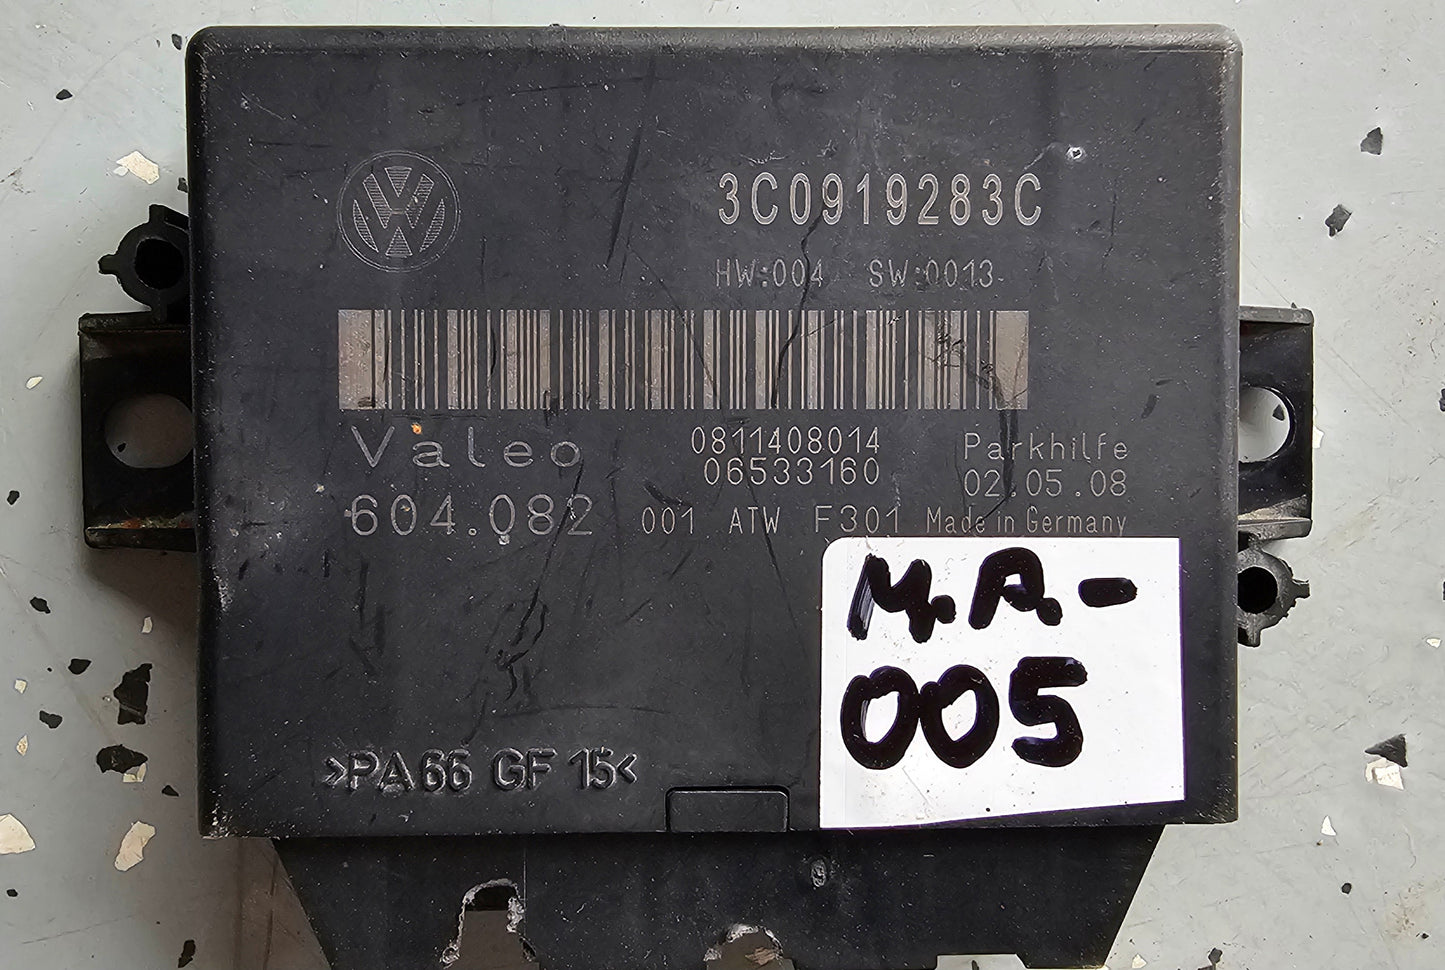 3C0919283C
HW:004 SW:0013
Valeo 0811408014 Parkhilfe
06533160 02.05.08
604.082 001 ATW F301 Made in Germany
M.A.-
005
>PA66 GF 15<